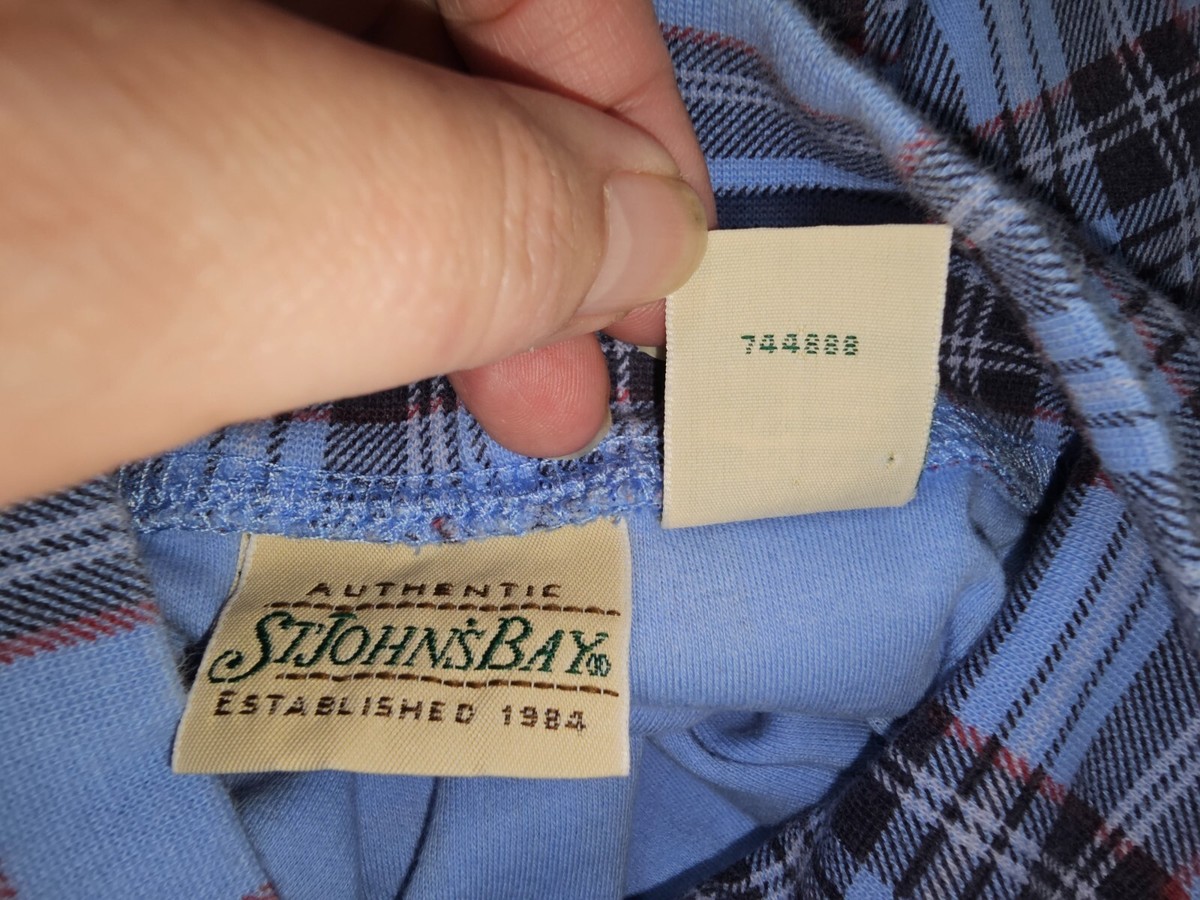 744888
AUTHENTIC
ST.JOHN'S BAY®
ESTABLISHED 1984